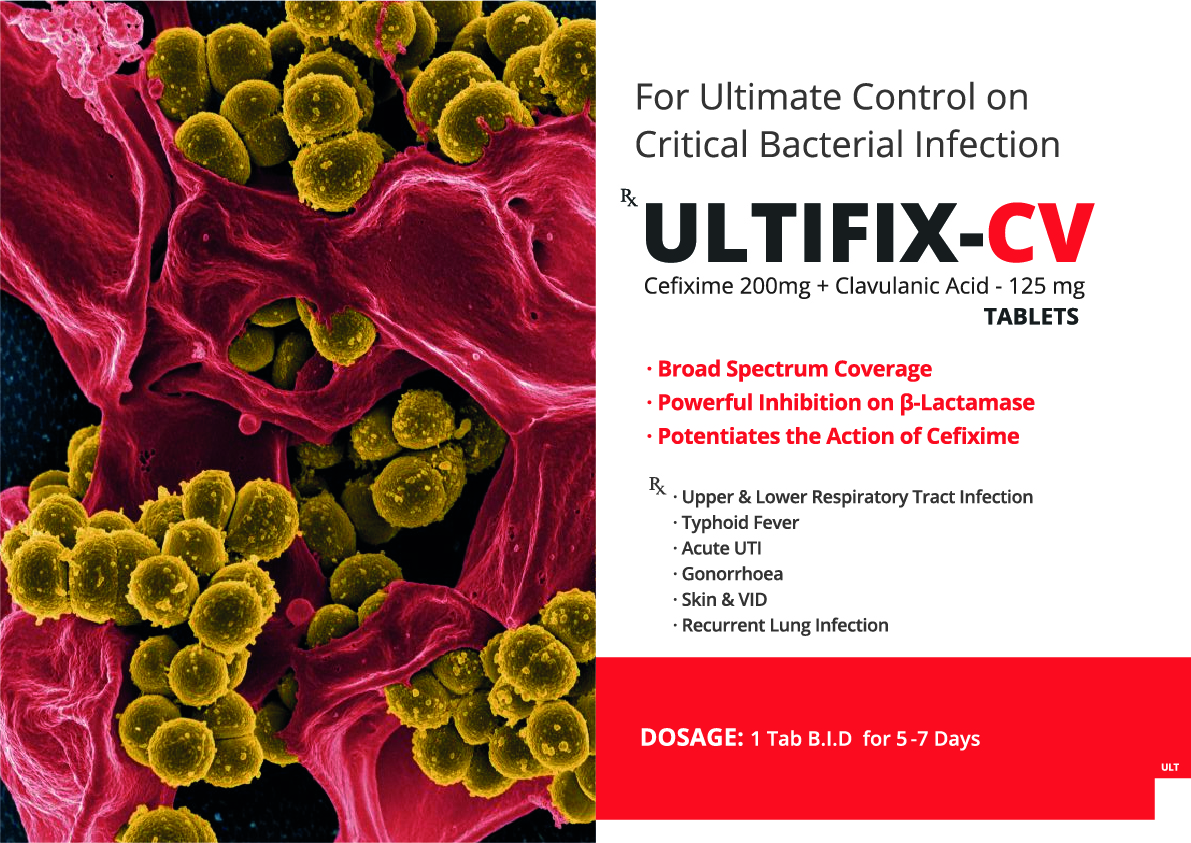 For Ultimate Control on
Critical Bacterial Infection
Rx
ULTIFIX-CV
Cefixime 200mg + Clavulanic Acid - 125 mg
TABLETS
· Broad Spectrum Coverage
· Powerful Inhibition on β-Lactamase
· Potentiates the Action of Cefixime
Rx
· Upper & Lower Respiratory Tract Infection
· Typhoid Fever
· Acute UTI
· Gonorrhoea
· Skin & VID
· Recurrent Lung Infection
DOSAGE: 1 Tab B.I.D for 5-7 Days
ULT